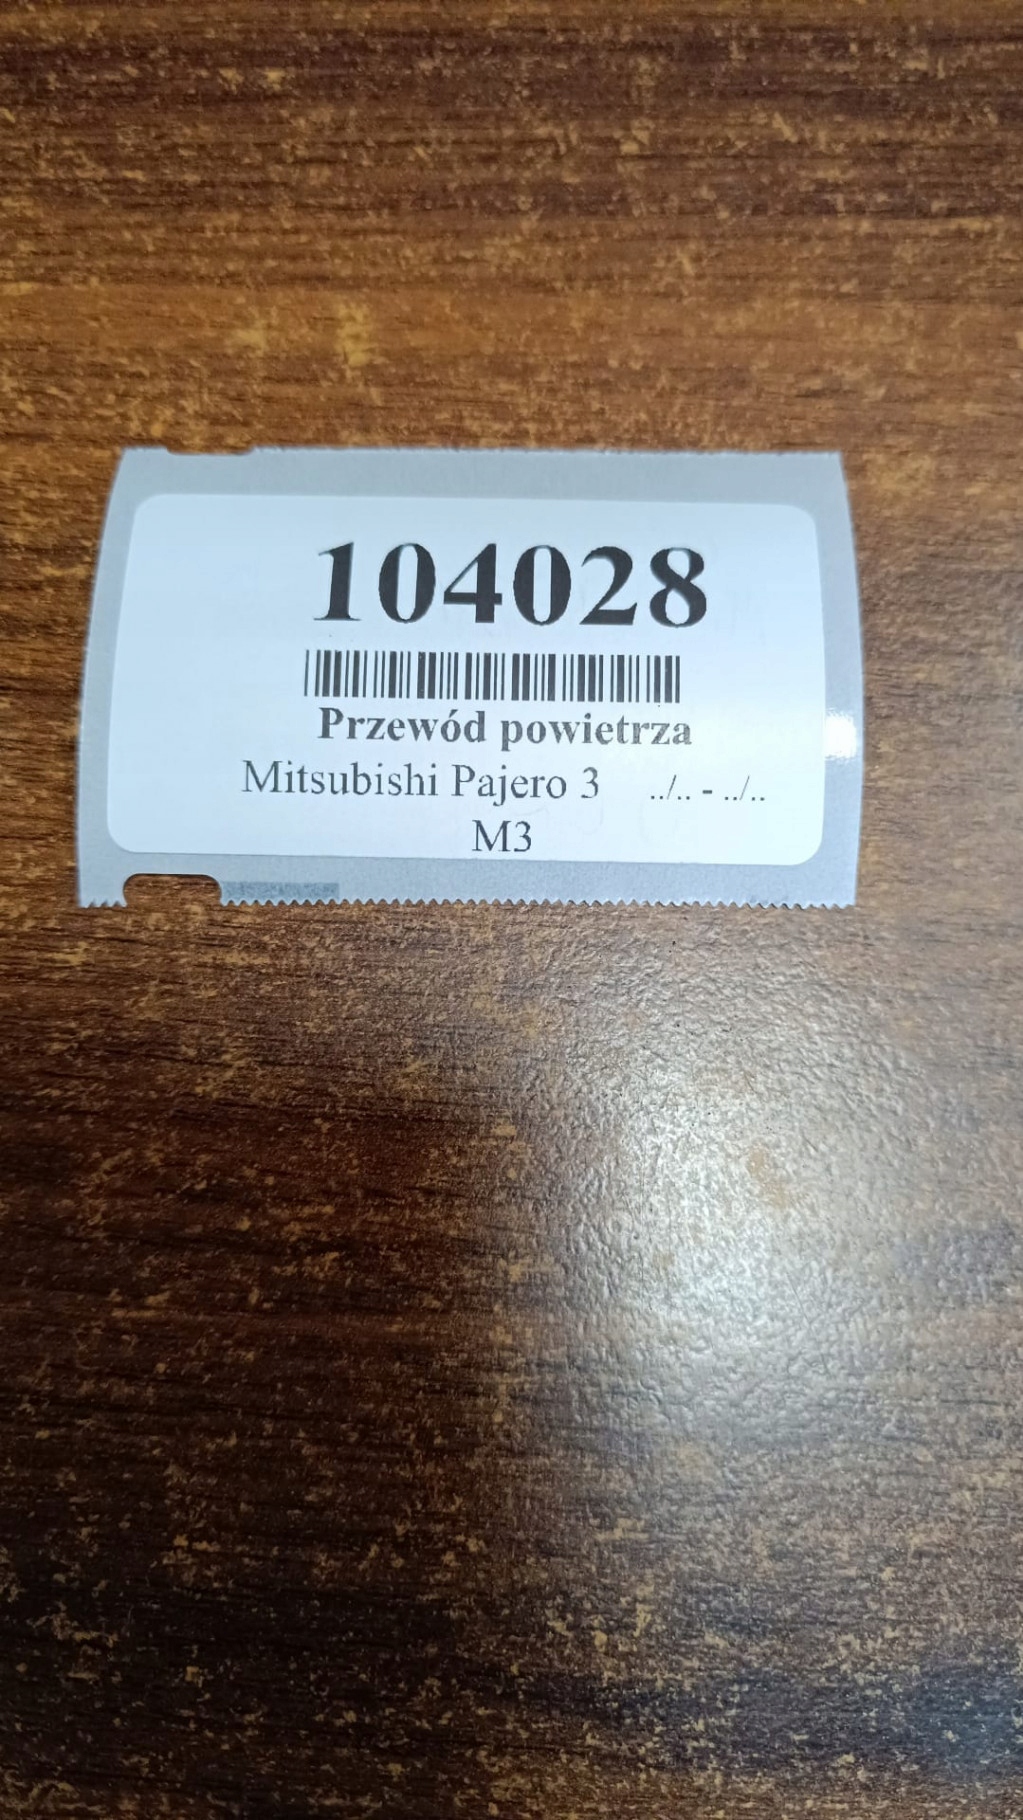 104028
Przewód powietrza
Mitsubishi Pajero 3 ../.. - ../..
M3